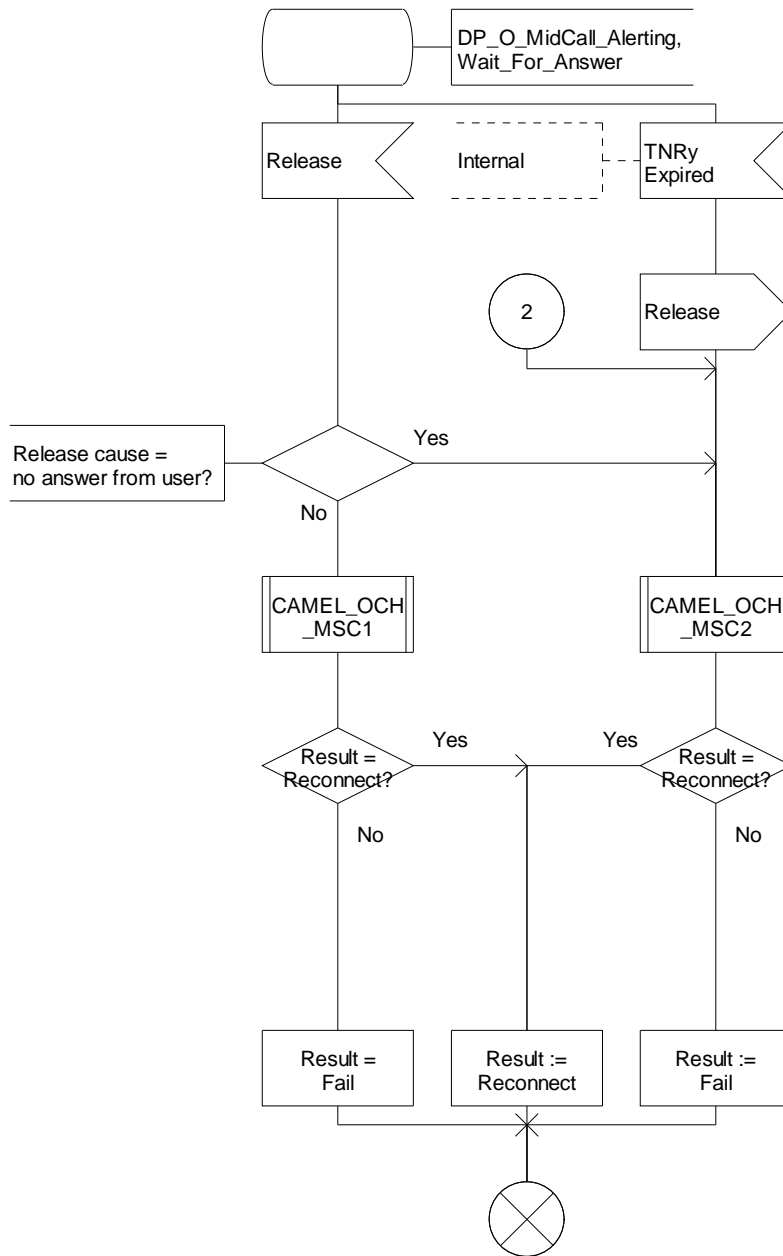 DP_O_MidCall_Alerting,
Wait_For_Answer
Release
Internal
TNRy
Expired
2
Release
Release cause =
no answer from user?
Yes
No
CAMEL_OCH
_MSC1
CAMEL_OCH
_MSC2
Result =
Reconnect?
Yes
Yes
Result =
Reconnect?
No
No
Result =
Fail
Result :=
Reconnect
Result :=
Fail